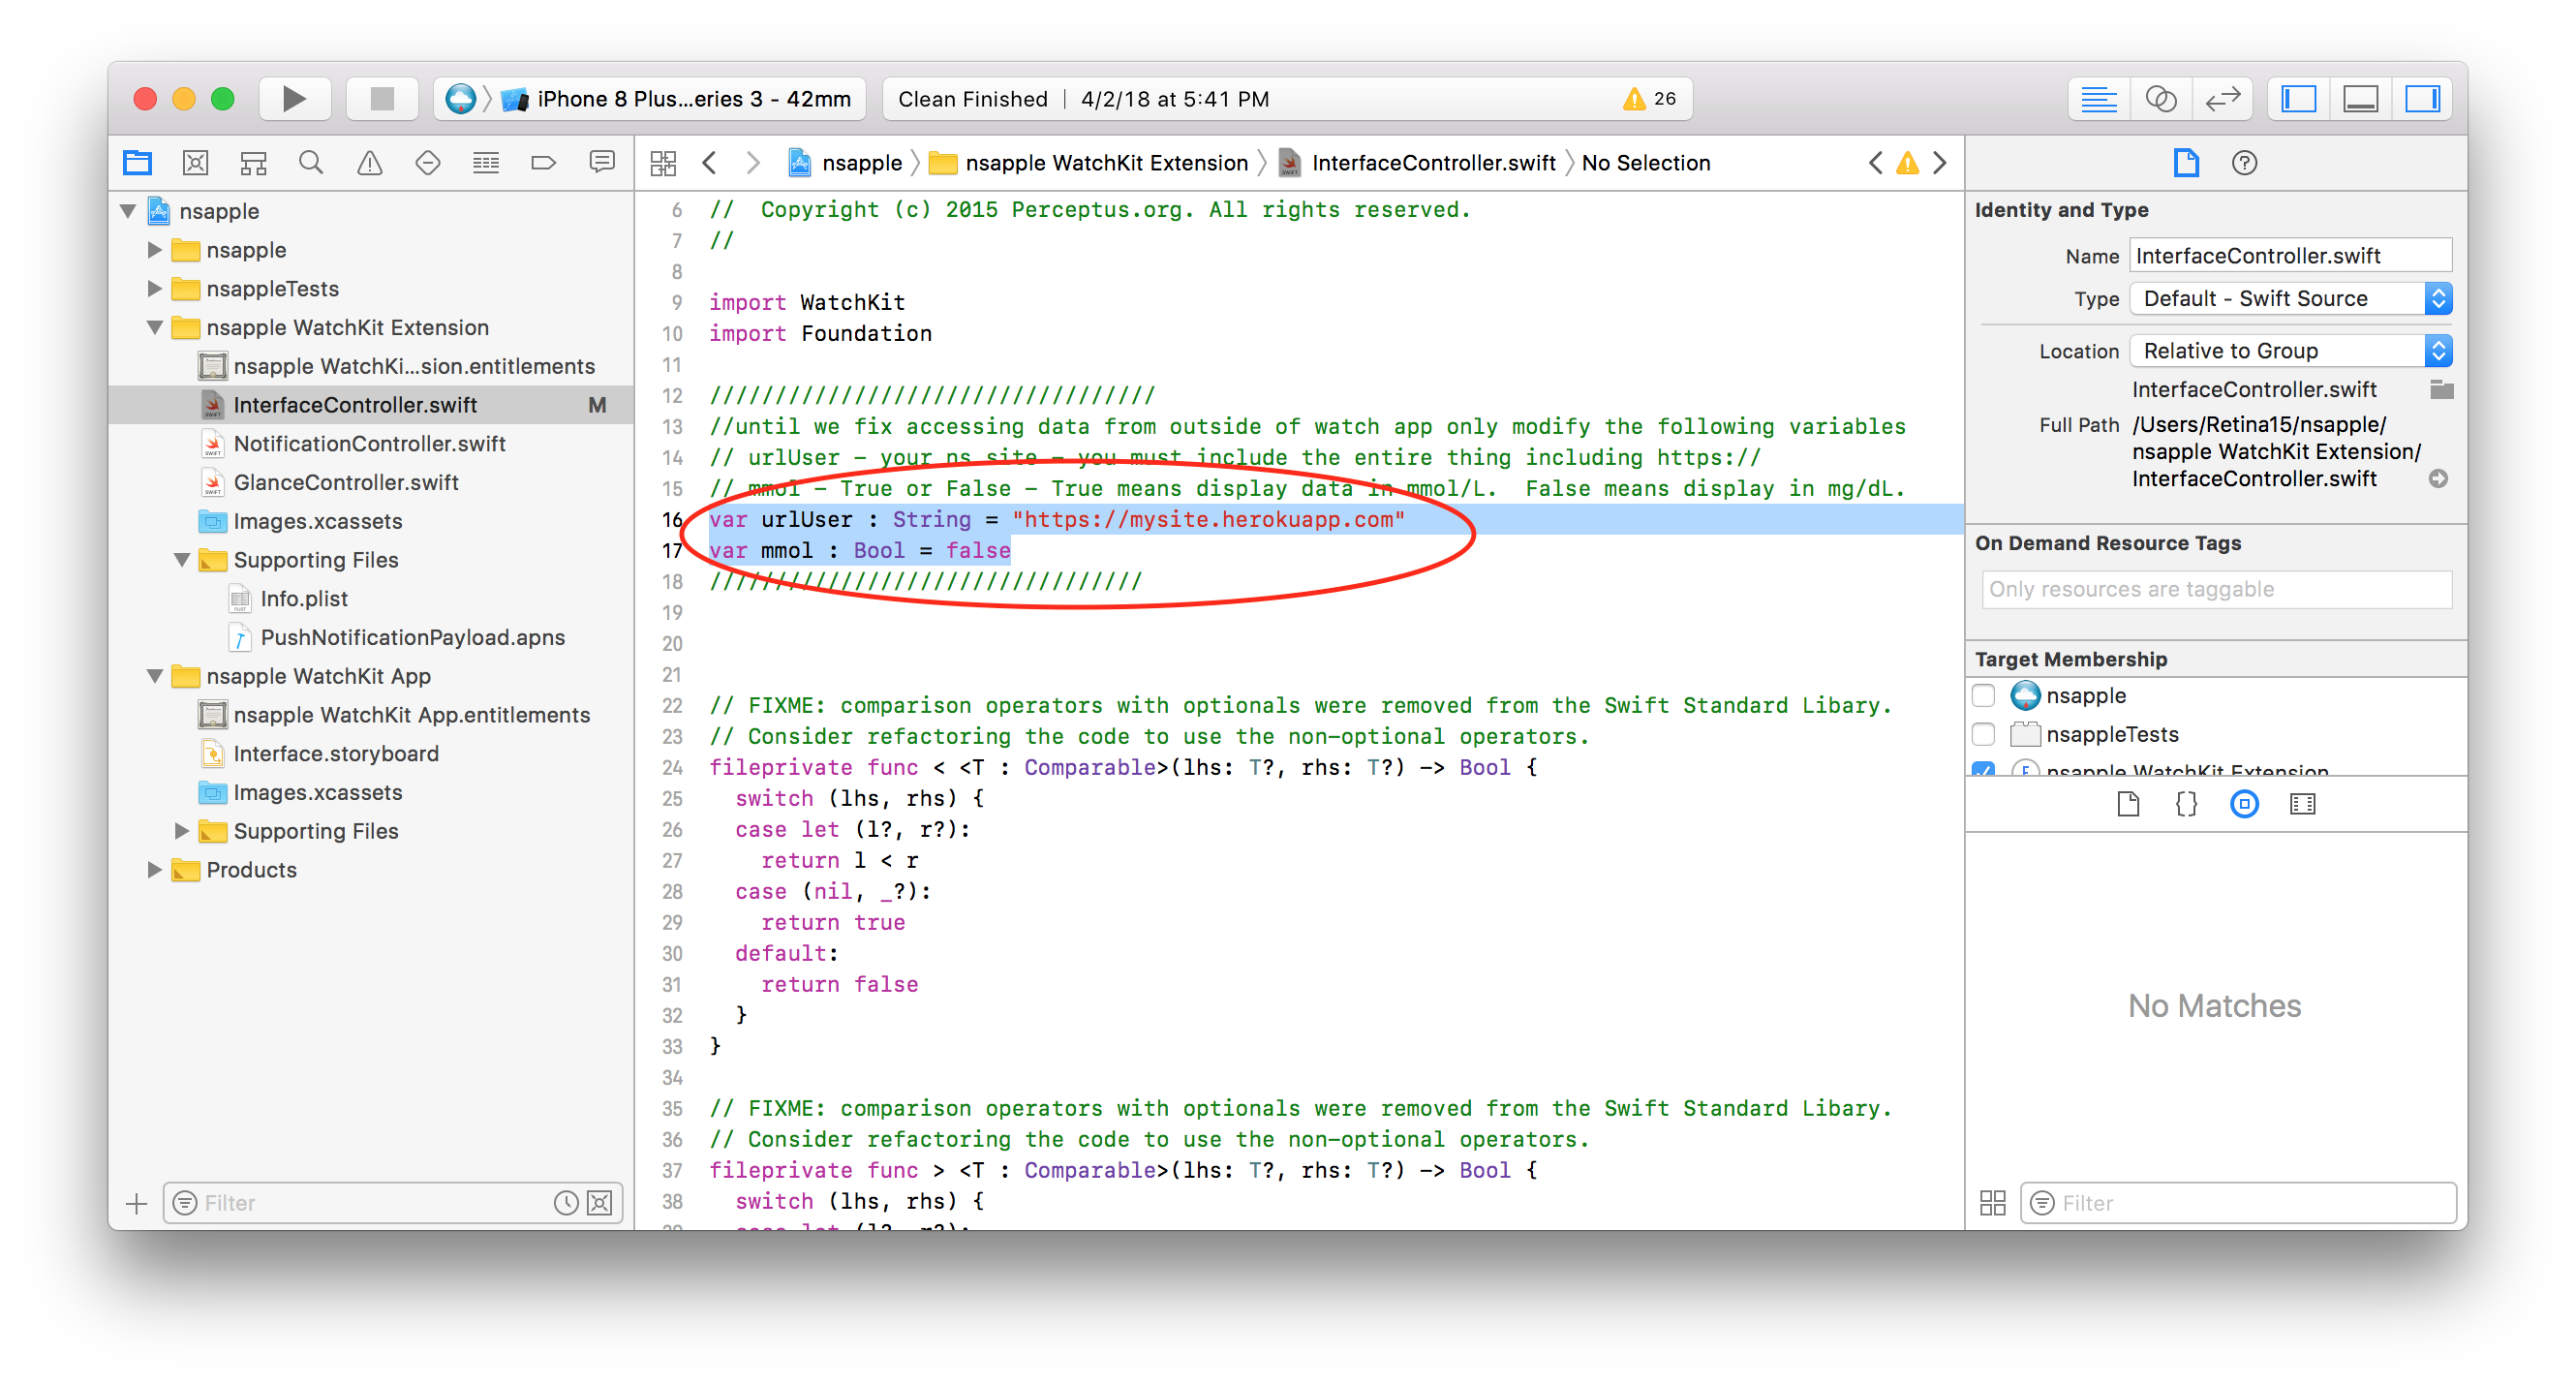 iPhone 8 Plus...eries 3 - 42mm
Clean Finished | 4/2/18 at 5:41 PM
26
nsapple
nsapple WatchKit Extension
InterfaceController.swift
No Selection
nsapple
nsapple
nsappleTests
nsapple WatchKit Extension
nsapple WatchKi...sion.entitlements
InterfaceController.swift M
NotificationController.swift
GlanceController.swift
Images.xcassets
Supporting Files
Info.plist
PushNotificationPayload.apns
nsapple WatchKit App
nsapple WatchKit App.entitlements
Interface.storyboard
Images.xcassets
Supporting Files
Products
Filter
6 //  Copyright (c) 2015 Perceptus.org. All rights reserved.
7 //
8
9 import WatchKit
10 import Foundation
11
12 //////////////////////////////////
13 //until we fix accessing data from outside of watch app only modify the following variables
14 // urlUser - your ns site - you must include the entire thing including https://
15 // mmol - True or False - True means display data in mmol/L.  False means display in mg/dL.
16 var urlUser : String = "https://mysite.herokuapp.com"
17 var mmol : Bool = false
18 /////////////////////////////////
19
20
21
22 // FIXME: comparison operators with optionals were removed from the Swift Standard Libary.
23 // Consider refactoring the code to use the non-optional operators.
24 fileprivate func < <T : Comparable>(lhs: T?, rhs: T?) -> Bool {
25   switch (lhs, rhs) {
26   case let (l?, r?):
27     return l < r
28   case (nil, _?):
29     return true
30   default:
31     return false
32   }
33 }
34
35 // FIXME: comparison operators with optionals were removed from the Swift Standard Libary.
36 // Consider refactoring the code to use the non-optional operators.
37 fileprivate func > <T : Comparable>(lhs: T?, rhs: T?) -> Bool {
38   switch (lhs, rhs) {
39   case let (l?, r?):
Identity and Type
Name InterfaceController.swift
Type Default - Swift Source
Location Relative to Group
InterfaceController.swift
Full Path /Users/Retina15/nsapple/
nsapple WatchKit Extension/
InterfaceController.swift
On Demand Resource Tags
Only resources are taggable
Target Membership
nsapple
nsappleTests
nsapple WatchKit Extension
No Matches
Filter